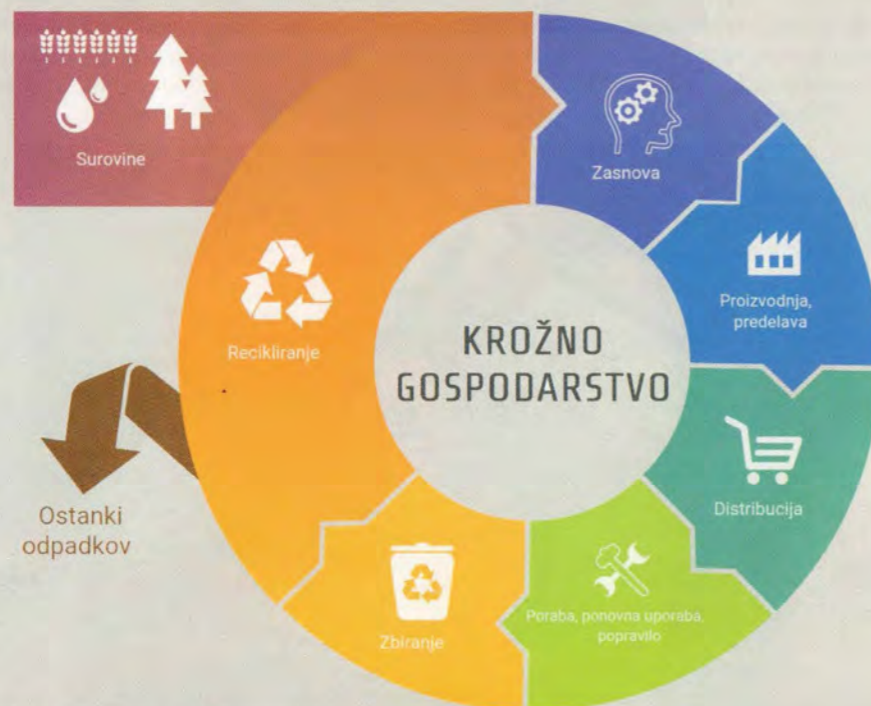 Surovine
Zasnova
Proizvodnja,
predelava
Distribucija
Poraba, ponovna uporaba,
popravilo
Zbiranje
Recikliranje
Ostanki
odpadkov
KROŽNO
GOSPODARSTVO